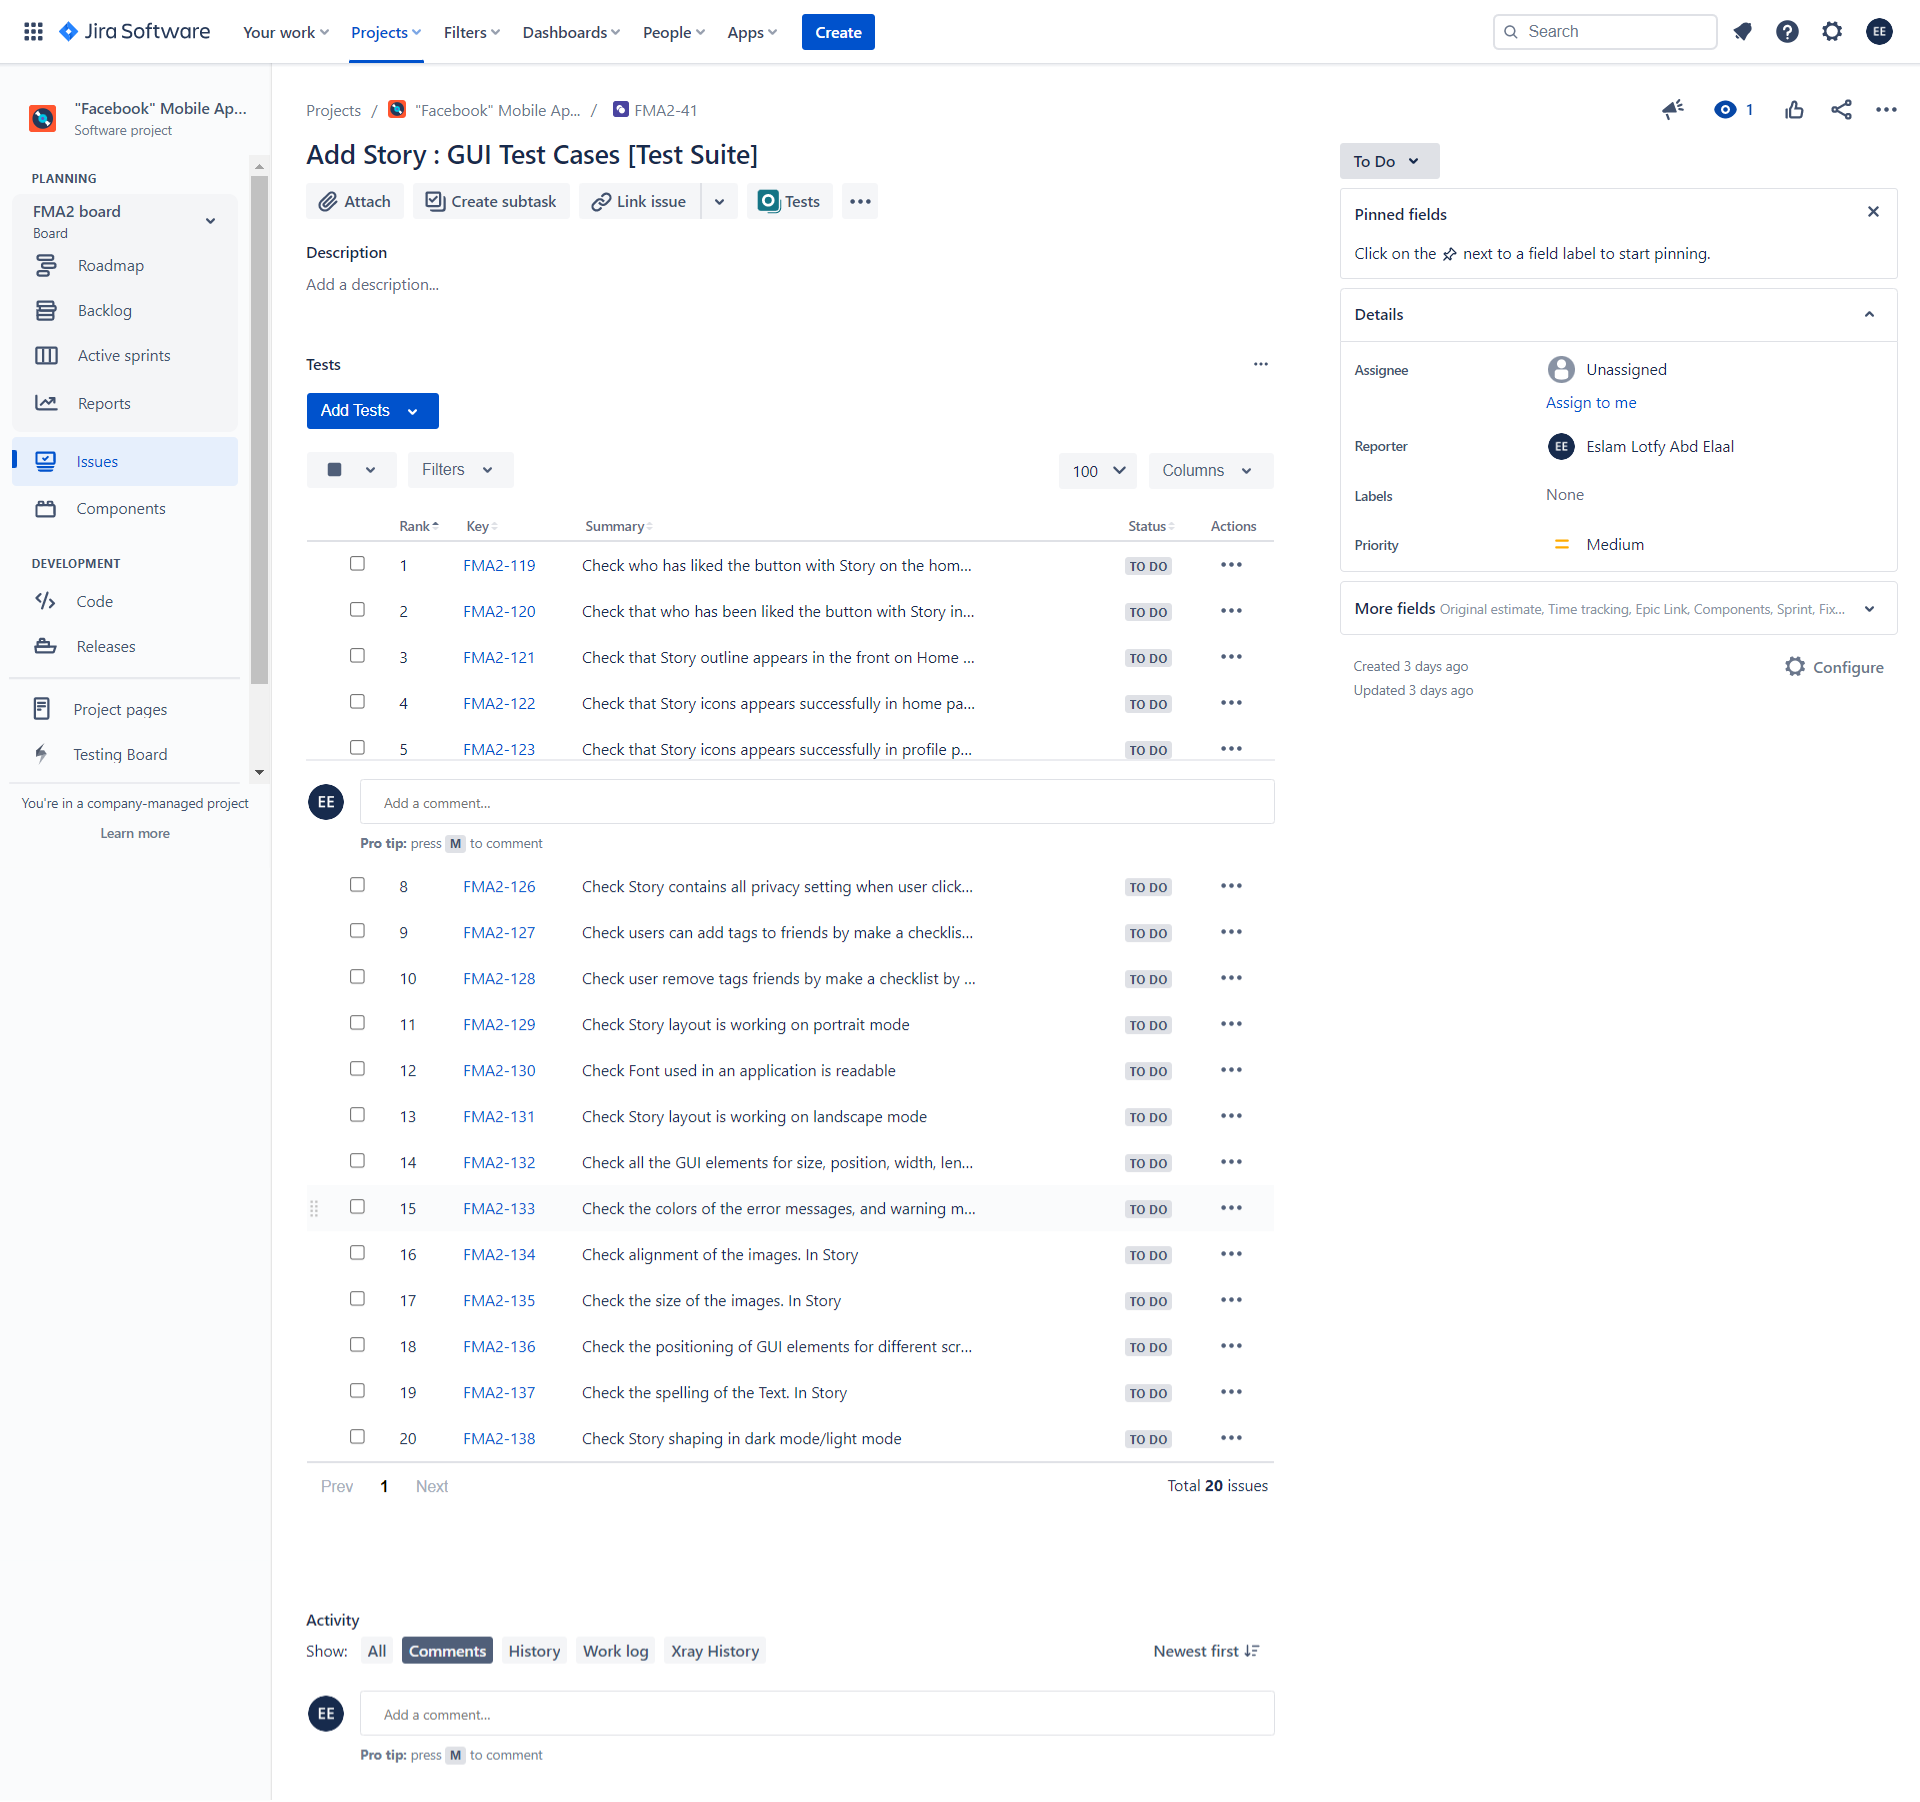 Jira Software Your work Projects Filters Dashboards People Apps Create Search EE
"Facebook" Mobile Ap...
Software project
PLANNING
FMA2 board
Board
Roadmap
Backlog
Active sprints
Reports
Issues
Components
DEVELOPMENT
Code
Releases
Project pages
Testing Board
You're in a company-managed project
Learn more
Projects / "Facebook" Mobile Ap... / FMA2-41
1
Add Story : GUI Test Cases [Test Suite]
Attach Create subtask Link issue Tests
Description
Add a description...
Tests
Add Tests
Filters 100 Columns
Rank Key Summary Status Actions
1 FMA2-119 Check who has liked the button with Story on the hom... TO DO
2 FMA2-120 Check that who has been liked the button with Story in... TO DO
3 FMA2-121 Check that Story outline appears in the front on Home ... TO DO
4 FMA2-122 Check that Story icons appears successfully in home pa... TO DO
5 FMA2-123 Check that Story icons appears successfully in profile p... TO DO
EE Add a comment...
Pro tip: press M to comment
8 FMA2-126 Check Story contains all privacy setting when user click... TO DO
9 FMA2-127 Check users can add tags to friends by make a checklis... TO DO
10 FMA2-128 Check user remove tags friends by make a checklist by ... TO DO
11 FMA2-129 Check Story layout is working on portrait mode TO DO
12 FMA2-130 Check Font used in an application is readable TO DO
13 FMA2-131 Check Story layout is working on landscape mode TO DO
14 FMA2-132 Check all the GUI elements for size, position, width, len... TO DO
15 FMA2-133 Check the colors of the error messages, and warning m... TO DO
16 FMA2-134 Check alignment of the images. In Story TO DO
17 FMA2-135 Check the size of the images. In Story TO DO
18 FMA2-136 Check the positioning of GUI elements for different scr... TO DO
19 FMA2-137 Check the spelling of the Text. In Story TO DO
20 FMA2-138 Check Story shaping in dark mode/light mode TO DO
Prev 1 Next Total 20 issues
Activity
Show: All Comments History Work log Xray History Newest first
EE Add a comment...
Pro tip: press M to comment
To Do
Pinned fields
Click on the next to a field label to start pinning.
Details
Assignee Unassigned
Assign to me
Reporter EE Eslam Lotfy Abd Elaal
Labels None
Priority Medium
More fields Original estimate, Time tracking, Epic Link, Components, Sprint, Fix...
Created 3 days ago Configure
Updated 3 days ago